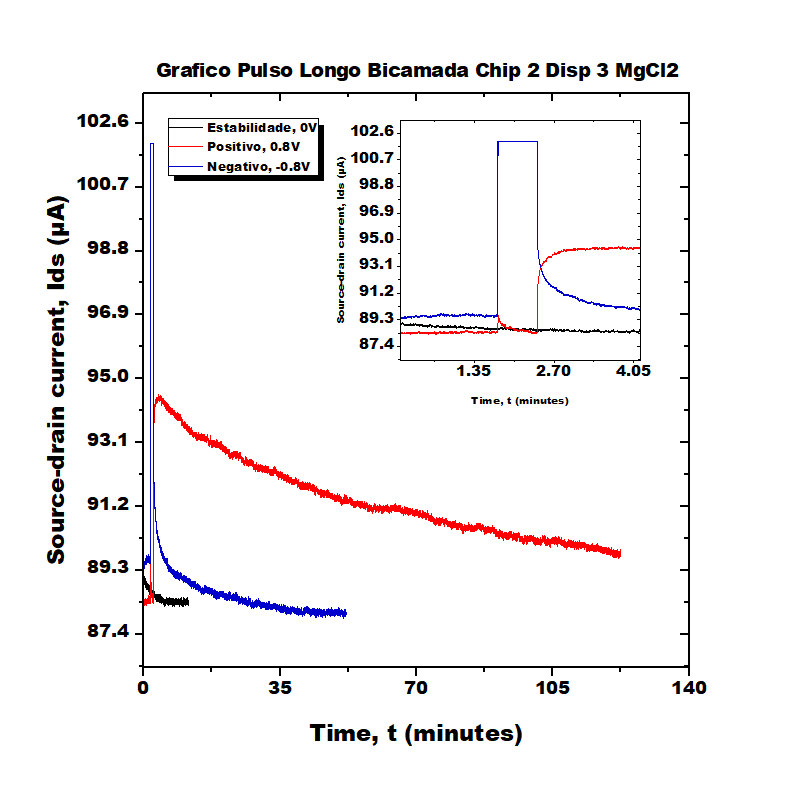 Grafico Pulso Longo Bicamada Chip 2 Disp 3 MgCl2
Source-drain current, Ids (µA)
102.6
100.7
98.8
96.9
95.0
93.1
91.2
89.3
87.4
Estabilidade, 0V
Positivo, 0.8V
Negativo, -0.8V
Source-drain current, Ids (µA)
102.6
100.7
98.8
96.9
95.0
93.1
91.2
89.3
87.4
1.35 2.70 4.05
Time, t (minutes)
0 35 70 105 140
Time, t (minutes)